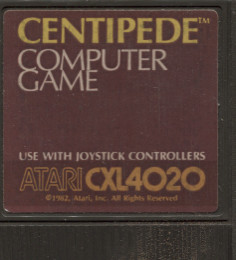 CENTIPEDE™
COMPUTER
GAME
USE WITH JOYSTICK CONTROLLERS
ATARI CXL4020
©1982, Atari, Inc. All Rights Reserved